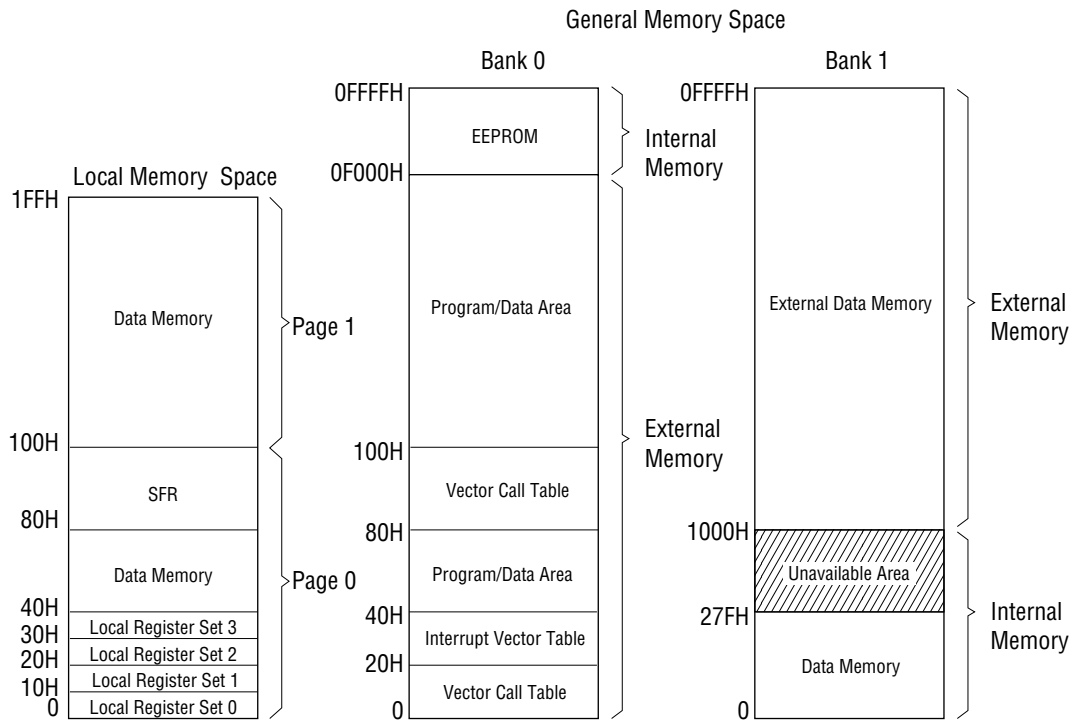 General Memory Space
Local Memory Space
1FFH
Data Memory
Page 1
100H
SFR
80H
Data Memory
Page 0
40H
Local Register Set 3
30H
Local Register Set 2
20H
Local Register Set 1
10H
Local Register Set 0
0
Bank 0
0FFFFH
EEPROM
Internal
Memory
0F000H
Program/Data Area
External
Memory
100H
Vector Call Table
80H
Program/Data Area
40H
Interrupt Vector Table
20H
Vector Call Table
0
Bank 1
0FFFFH
External Data Memory
External
Memory
1000H
Unavailable Area
27FH
Internal
Memory
Data Memory
0